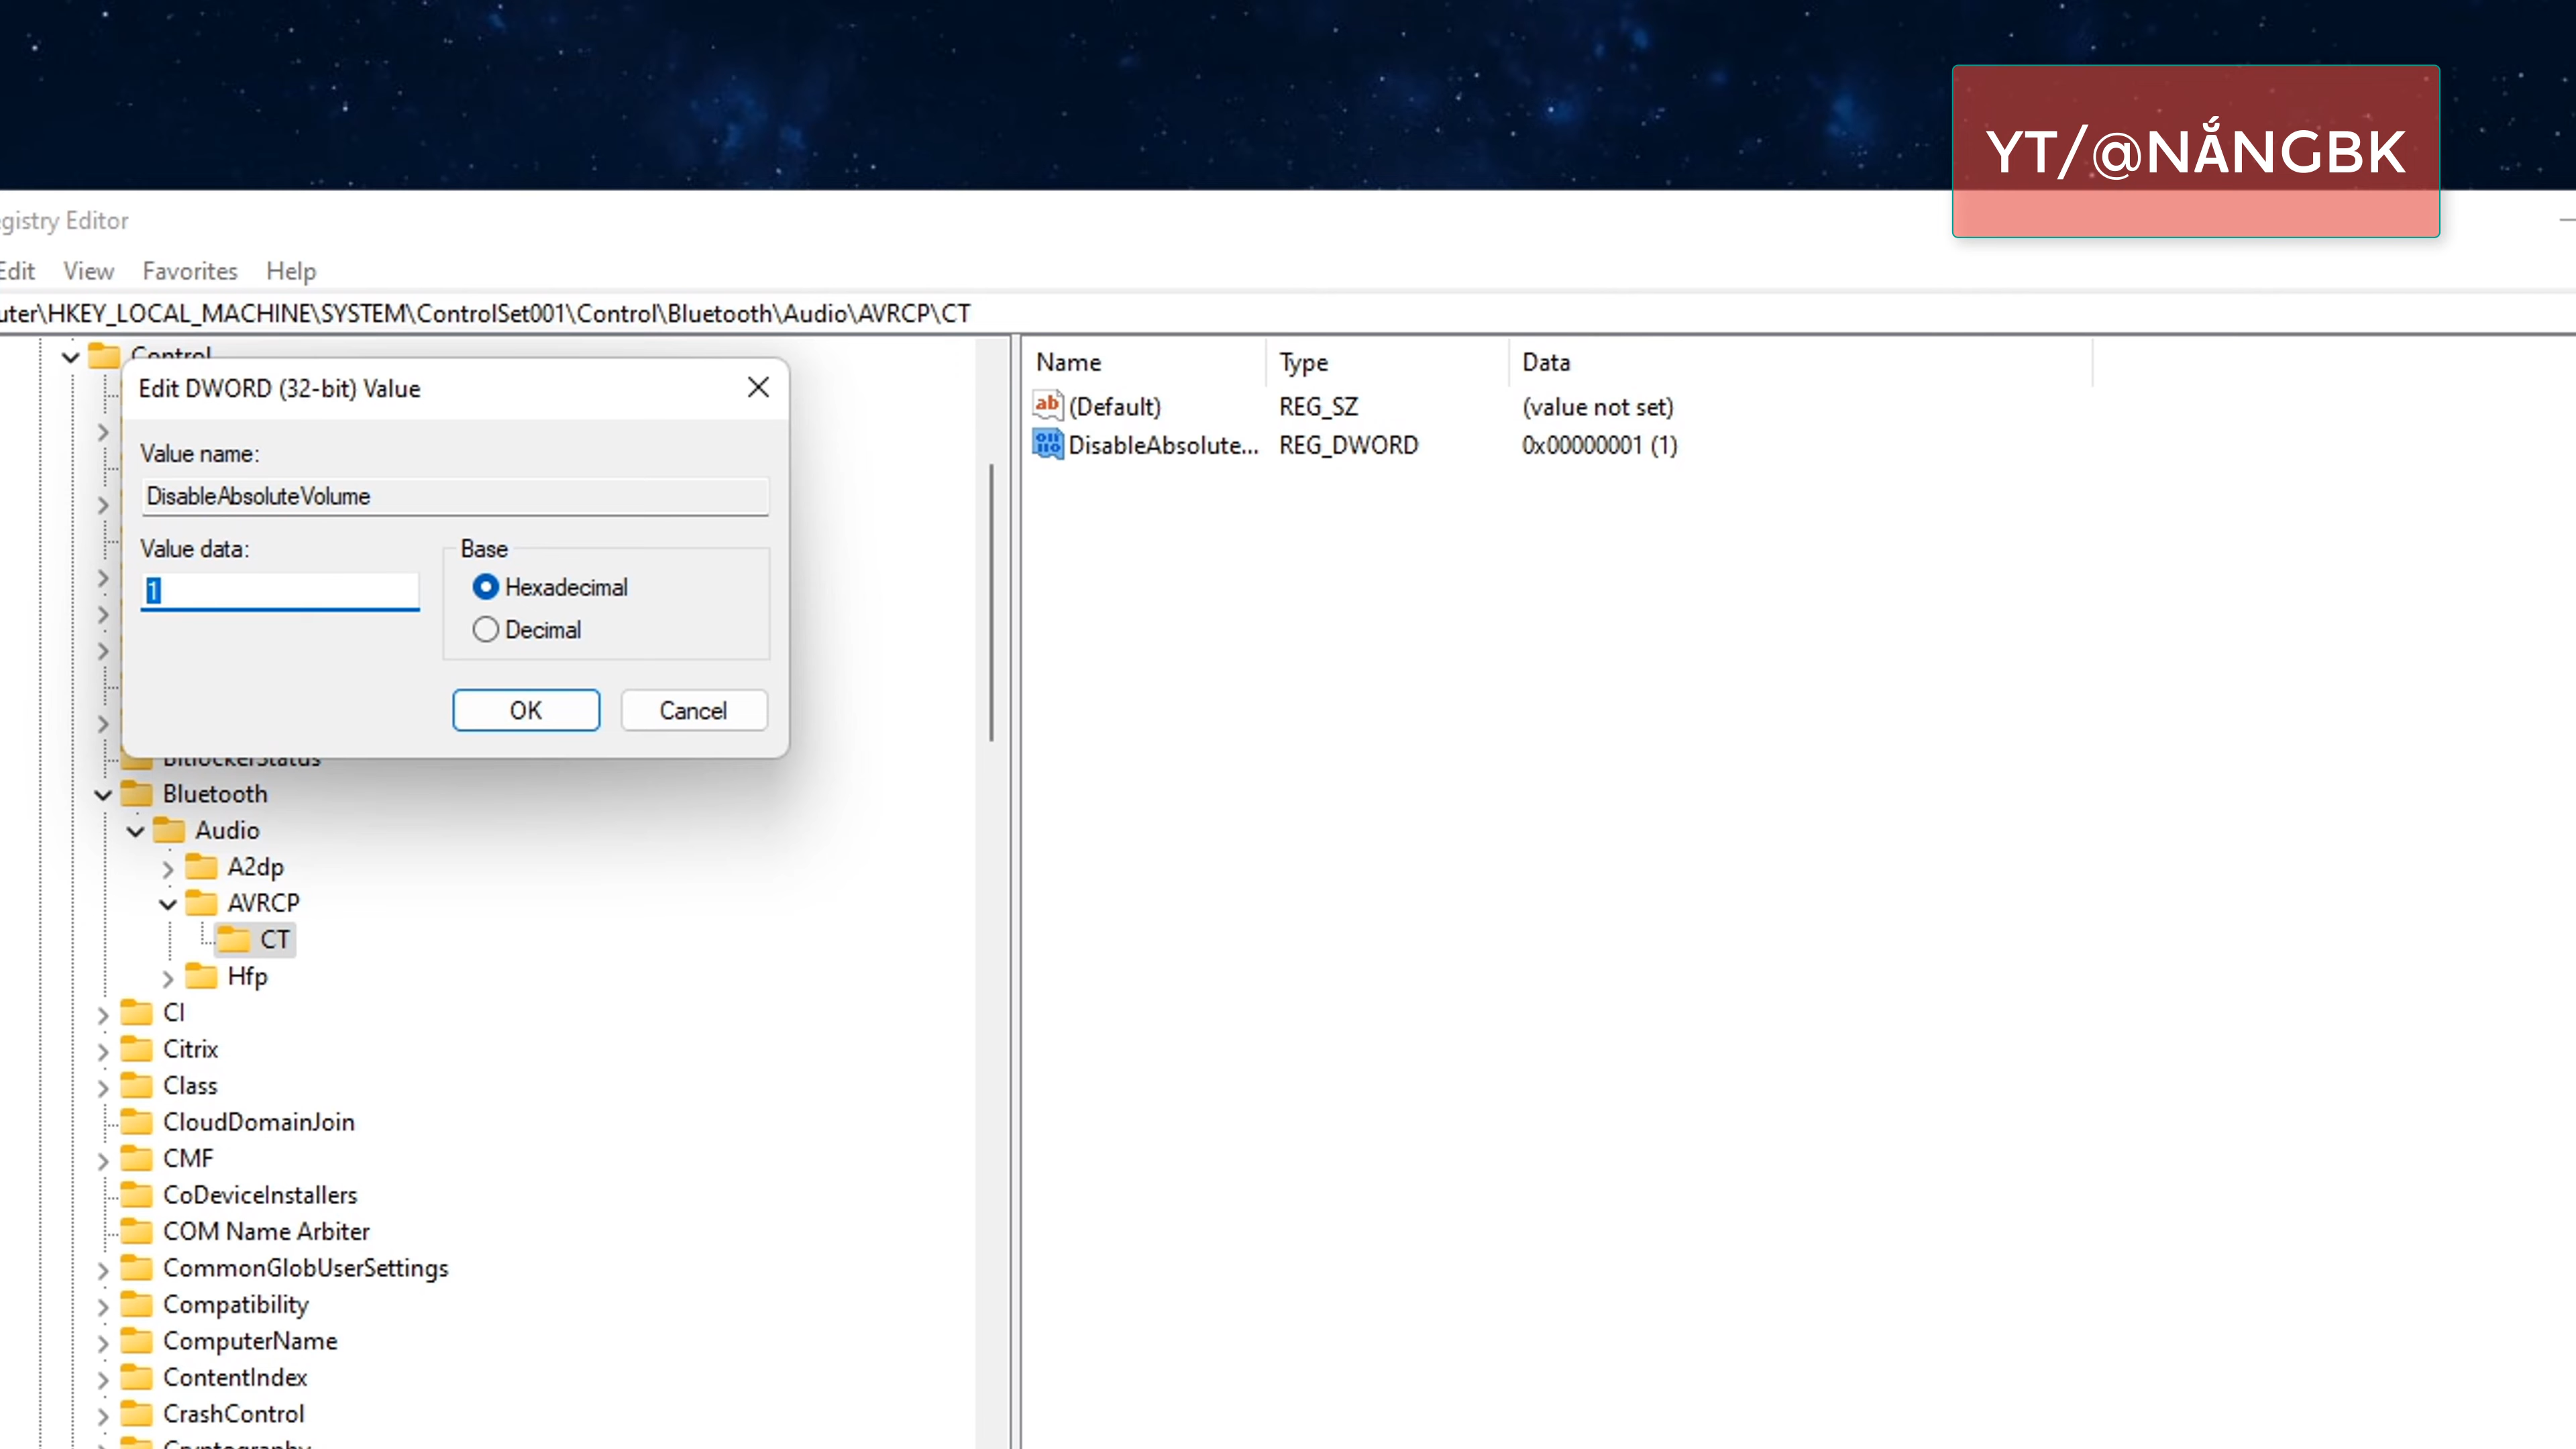 YT/@NẮNGBK
gistry Editor
Edit View Favorites Help
uter\HKEY_LOCAL_MACHINE\SYSTEM\ControlSet001\Control\Bluetooth\Audio\AVRCP\CT
Control
Edit DWORD (32-bit) Value
Value name:
DisableAbsoluteVolume
Value data:
1
Base
Hexadecimal
Decimal
OK Cancel
BitlockerStatus
Bluetooth
Audio
A2dp
AVRCP
CT
Hfp
CI
Citrix
Class
CloudDomainJoin
CMF
CoDeviceInstallers
COM Name Arbiter
CommonGlobUserSettings
Compatibility
ComputerName
ContentIndex
CrashControl
Cryptography
Name Type Data
(Default) REG_SZ (value not set)
DisableAbsolute... REG_DWORD 0x00000001 (1)